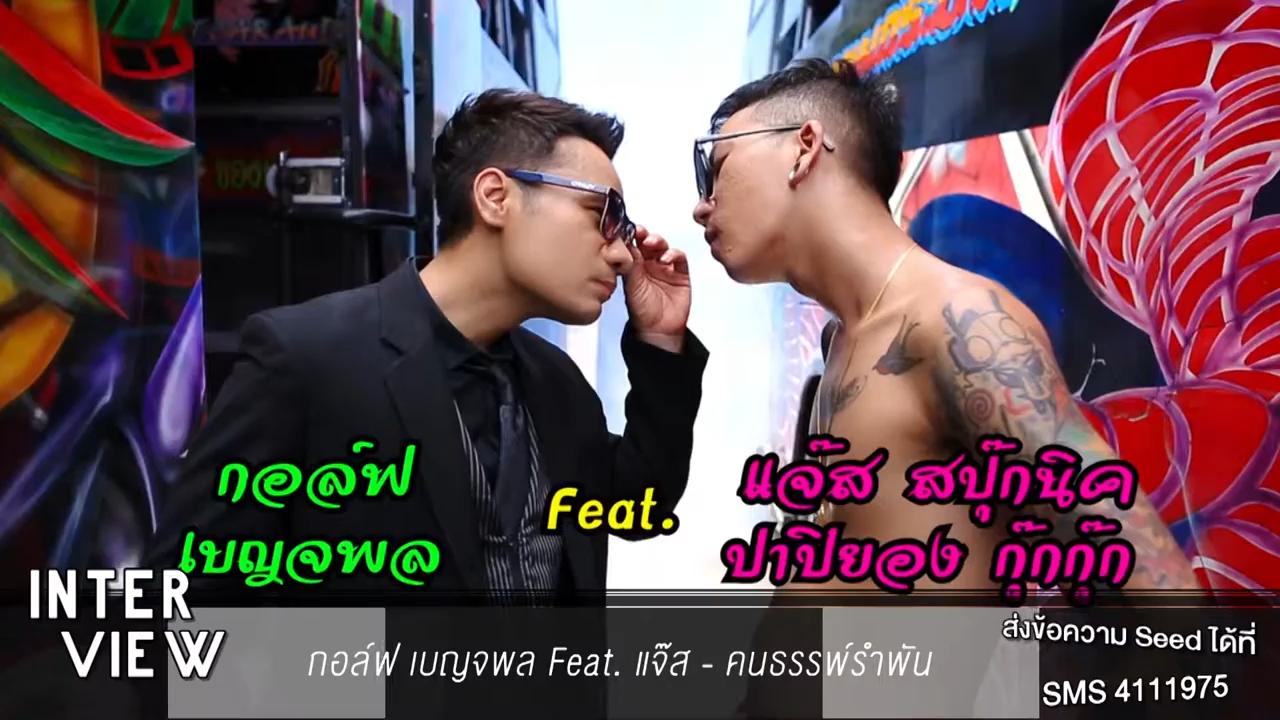 กอล์ฟ
เบญจพล
Feat.
แจ๊ส สปุ๊กนิค
ปาปิยอง กุ๊กกุ๊ก
INTER
VIEW
กอล์ฟ เบญจพล Feat. แจ๊ส - คนธรรพ์รำพัน
ส่งข้อความ Seed ได้ที่
SMS 4111975